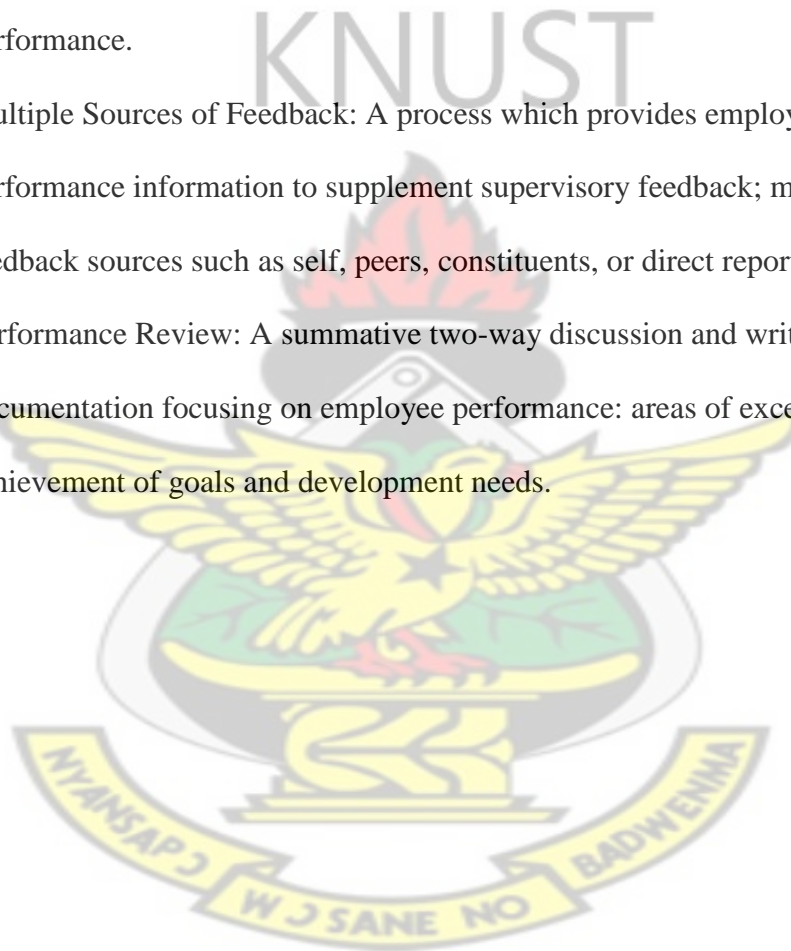 KNUST
rformance.
ultiple Sources of Feedback: A process which provides employ
rformance information to supplement supervisory feedback; m
edback sources such as self, peers, constituents, or direct repor
rformance Review: A summative two-way discussion and writ
cumentation focusing on employee performance: areas of exce
hievement of goals and development needs.
NYANSAPƆ
WƆ SANE NO
BADWENMA